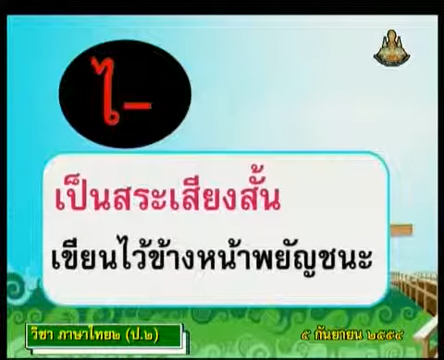 ไ-
เป็นสระเสียงสั้น
เขียนไว้ข้างหน้าพยัญชนะ
วิชา ภาษาไทย๒ (ป.๒)
๕ กันยายน ๒๕๕๔